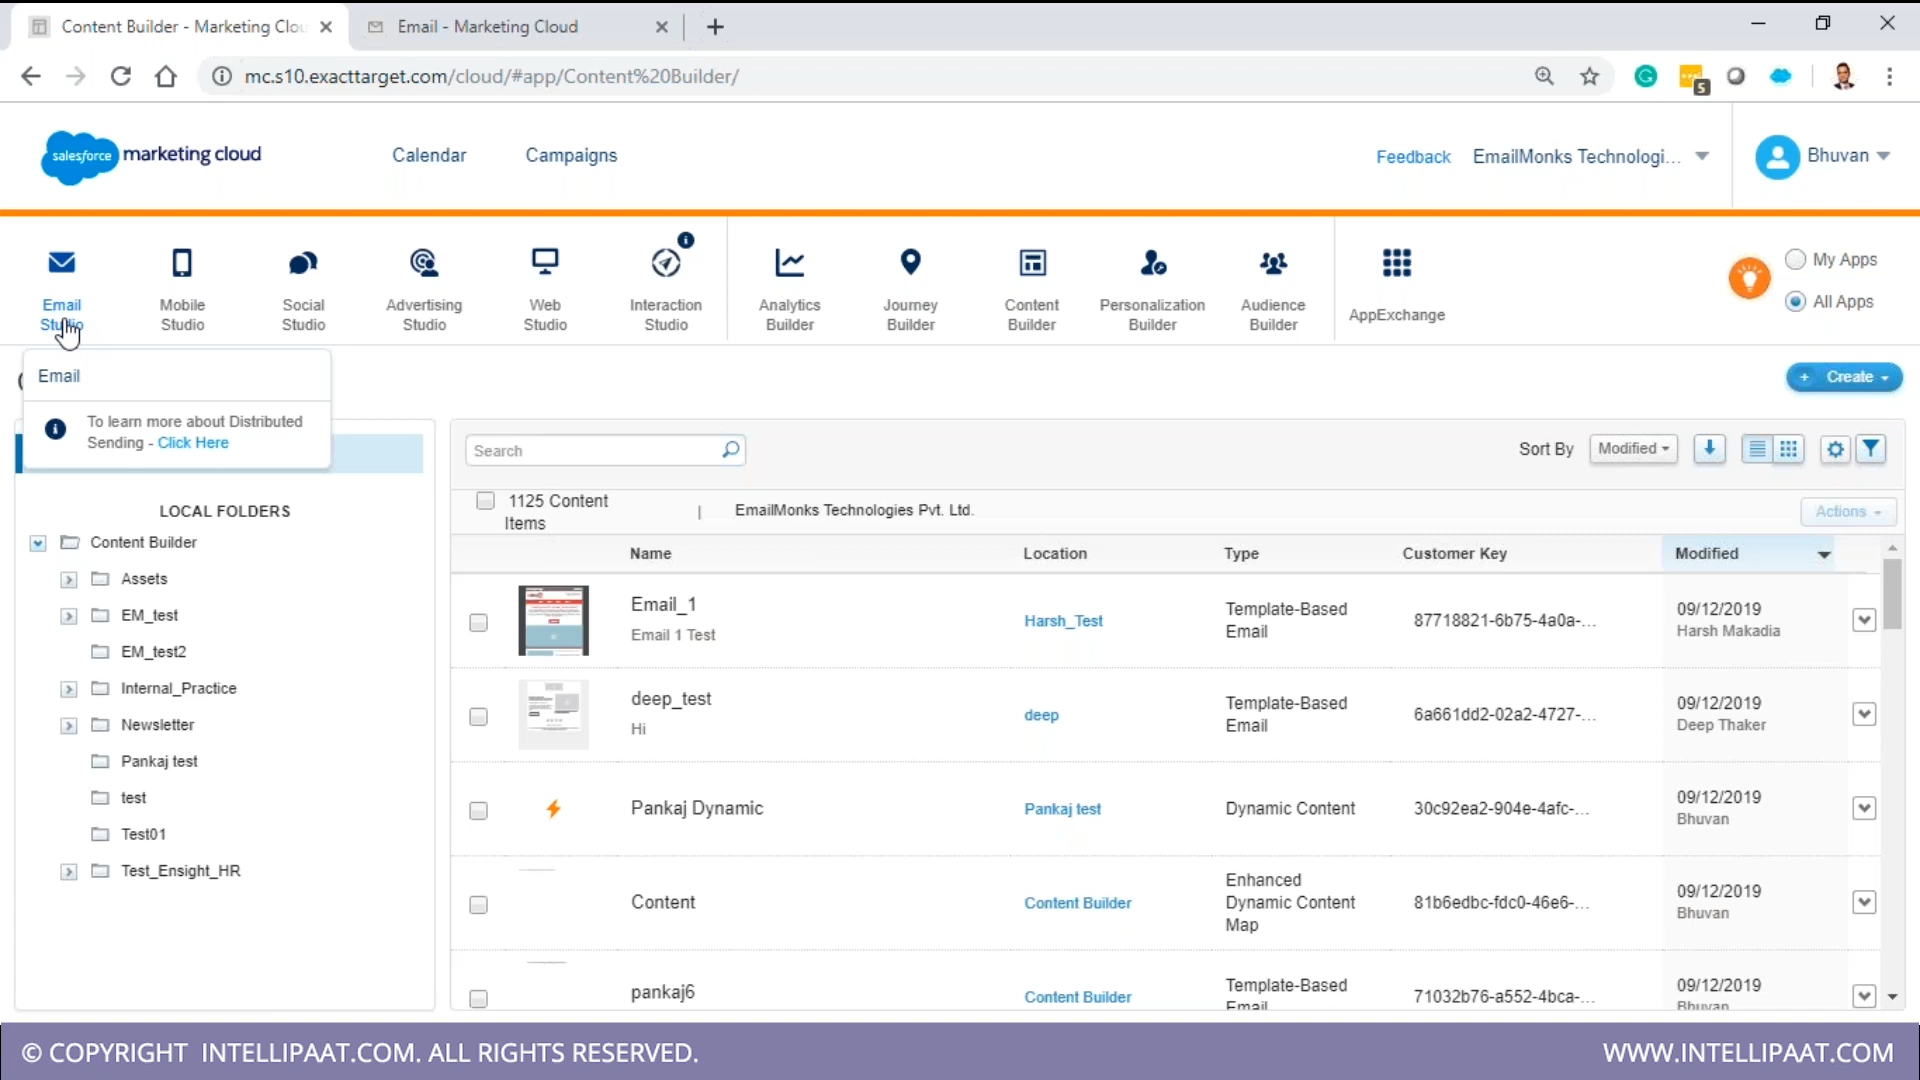 Content Builder - Marketing Clou
Email - Marketing Cloud
mc.s10.exacttarget.com/cloud/#app/Content%20Builder/
5
salesforce marketing cloud
Calendar
Campaigns
Feedback
EmailMonks Technologi...
Bhuvan
Email
Studio
Mobile
Studio
Social
Studio
Advertising
Studio
Web
Studio
Interaction
Studio
Analytics
Builder
Journey
Builder
Content
Builder
Personalization
Builder
Audience
Builder
AppExchange
My Apps
All Apps
Email
To learn more about Distributed
Sending - Click Here
+ Create
Search
Sort By
Modified
1125 Content
Items
|
EmailMonks Technologies Pvt. Ltd.
Actions
LOCAL FOLDERS
Content Builder
Assets
EM_test
EM_test2
Internal_Practice
Newsletter
Pankaj test
test
Test01
Test_Ensight_HR
Name
Location
Type
Customer Key
Modified
Email_1
Email 1 Test
Harsh_Test
Template-Based
Email
87718821-6b75-4a0a-...
09/12/2019
Harsh Makadia
deep_test
Hi
deep
Template-Based
Email
6a661dd2-02a2-4727-...
09/12/2019
Deep Thaker
Pankaj Dynamic
Pankaj test
Dynamic Content
30c92ea2-904e-4afc-...
09/12/2019
Bhuvan
Content
Content Builder
Enhanced
Dynamic Content
Map
81b6edbc-fdc0-46e6-...
09/12/2019
Bhuvan
pankaj6
Content Builder
Template-Based
Email
71032b76-a552-4bca-...
09/12/2019
Bhuvan
© COPYRIGHT INTELLIPAAT.COM. ALL RIGHTS RESERVED.
WWW.INTELLIPAAT.COM